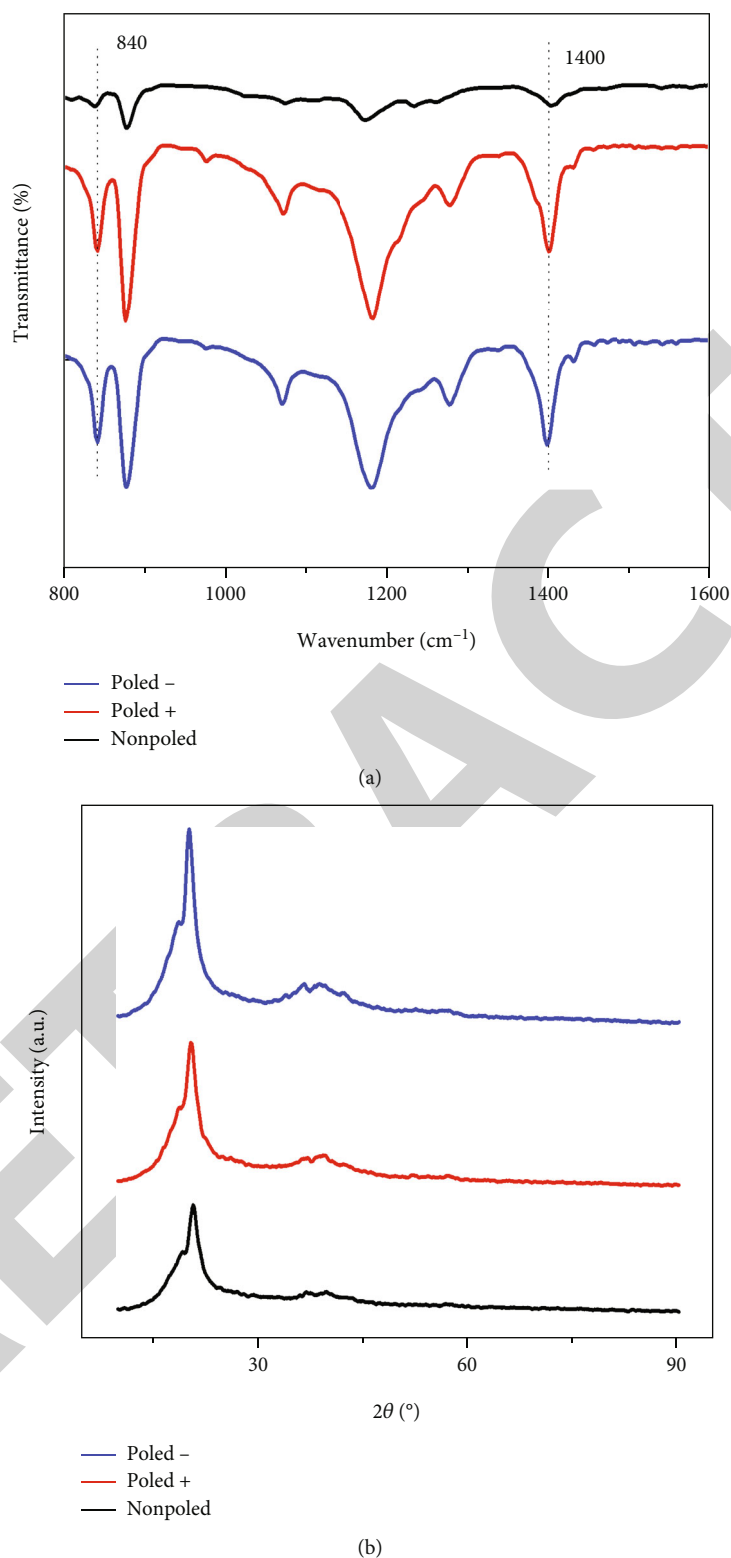 840
1400
Transmittance (%)
800
1000
1200
1400
1600
Wavenumber (cm⁻¹)
Poled –
Poled +
Nonpoled
(a)
Intensity (a.u.)
30
60
90
2θ (°)
Poled –
Poled +
Nonpoled
(b)